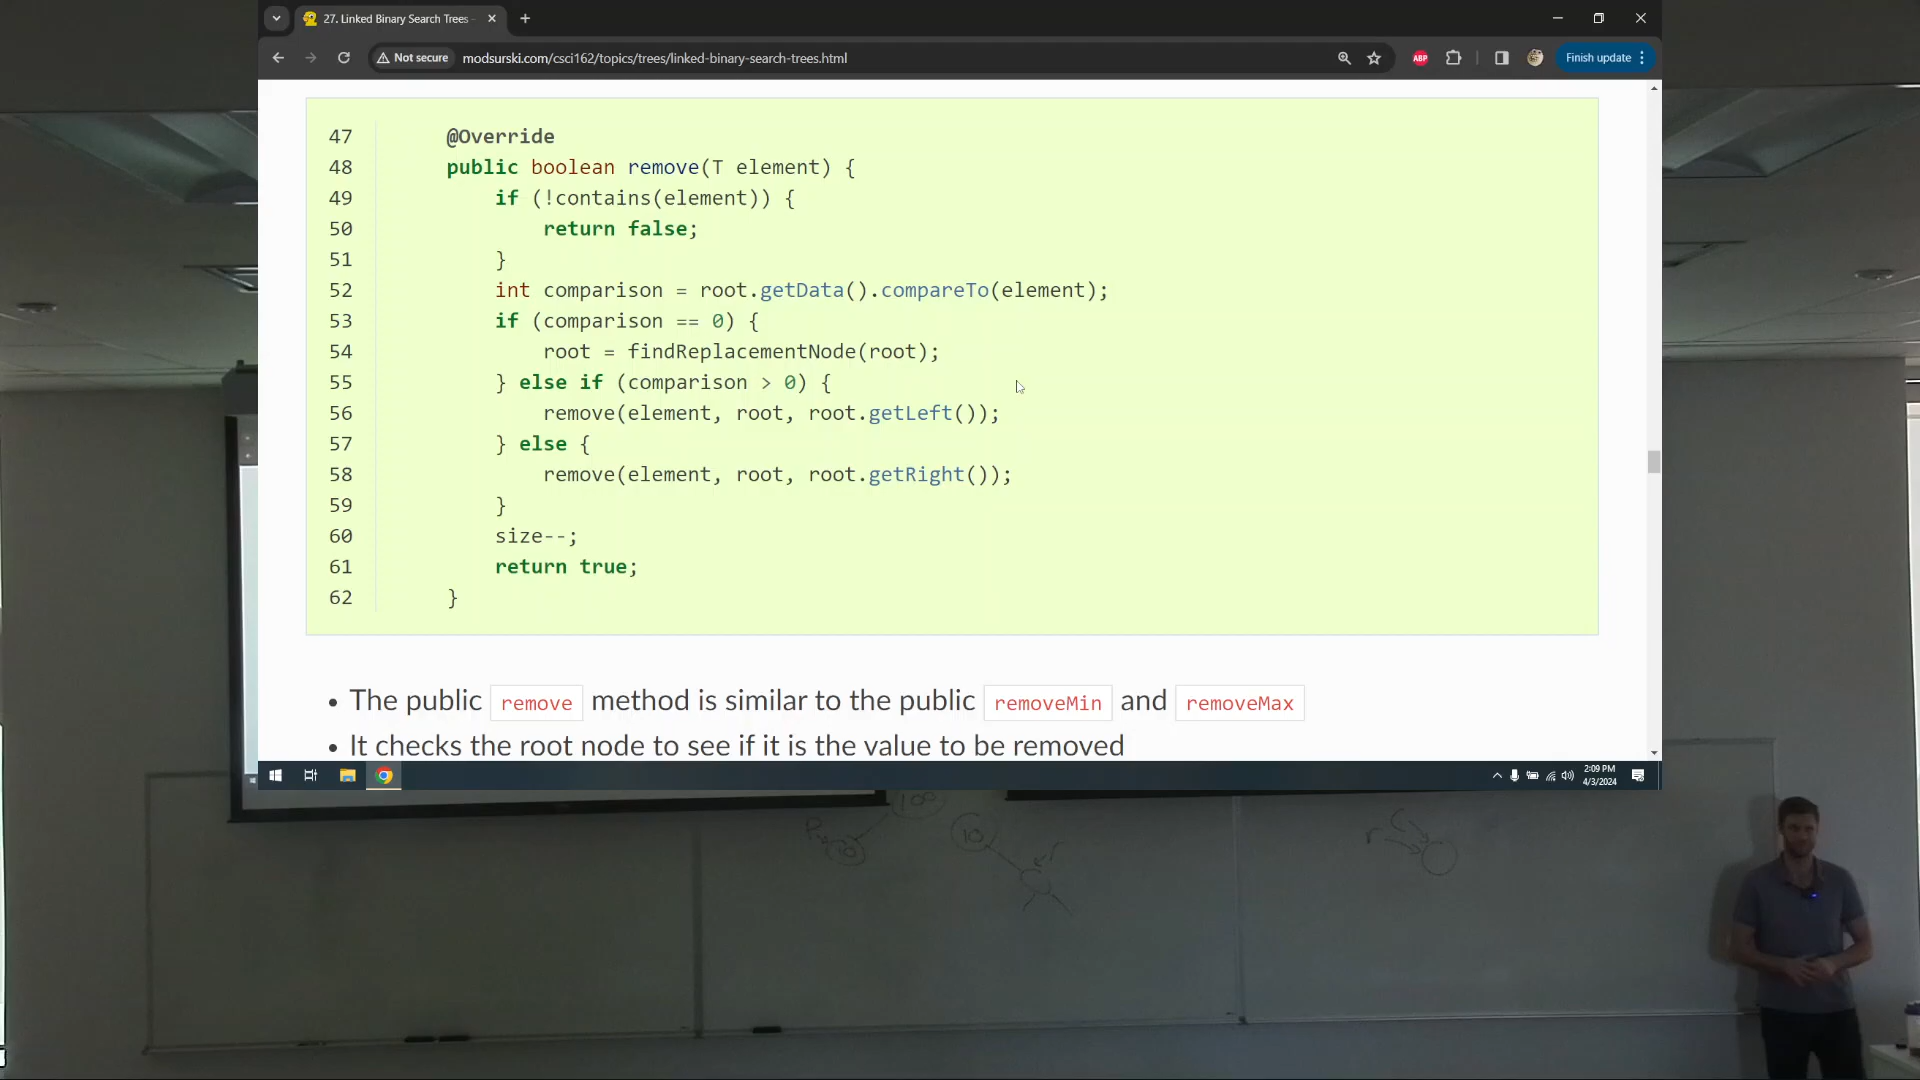 27. Linked Binary Search Trees
Not secure modsurski.com/csci162/topics/trees/linked-binary-search-trees.html ABP Finish update
47 @Override
48 public boolean remove(T element) {
49 if (!contains(element)) {
50 return false;
51 }
52 int comparison = root.getData().compareTo(element);
53 if (comparison == 0) {
54 root = findReplacementNode(root);
55 } else if (comparison > 0) {
56 remove(element, root, root.getLeft());
57 } else {
58 remove(element, root, root.getRight());
59 }
60 size--;
61 return true;
62 }
• The public remove method is similar to the public removeMin and removeMax
• It checks the root node to see if it is the value to be removed
2:09 PM
4/3/2024
100
10
r
r